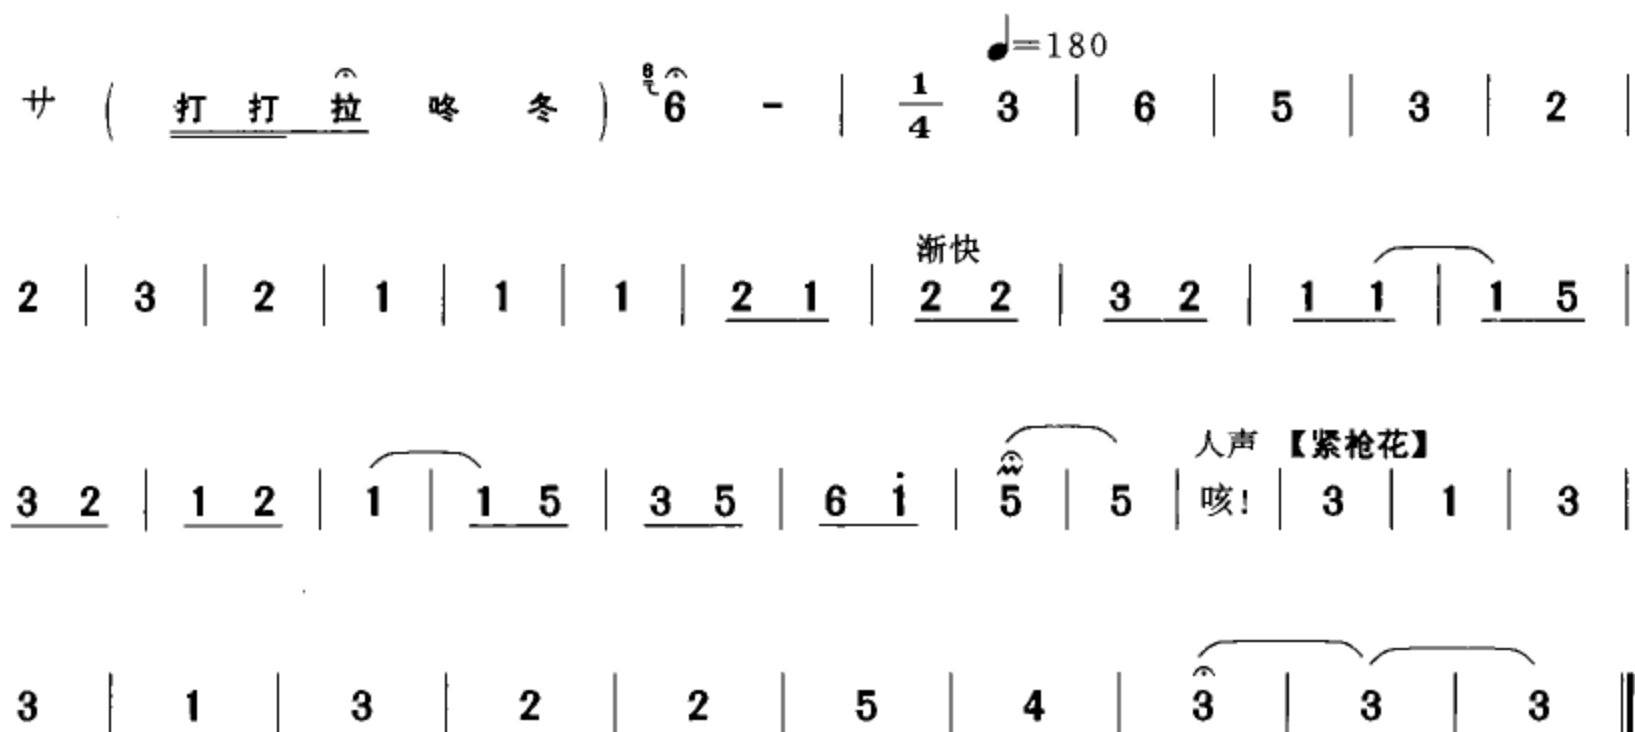 ♩=180
サ ( 打 打 拉 咚 冬 ) 6 6 - | 1/4 3 | 6 | 5 | 3 | 2 |
渐快
2 | 3 | 2 | 1 | 1 | 1 | 2 1 | 2 2 | 3 2 | 1 1 | 1 5 |
人声 【紧枪花】
3 2 | 1 2 | 1 | 1 5 | 3 5 | 6 i | 5 | 5 | 咳! | 3 | 1 | 3 |
3 | 1 | 3 | 2 | 2 | 5 | 4 | 3 | 3 | 3 ‖